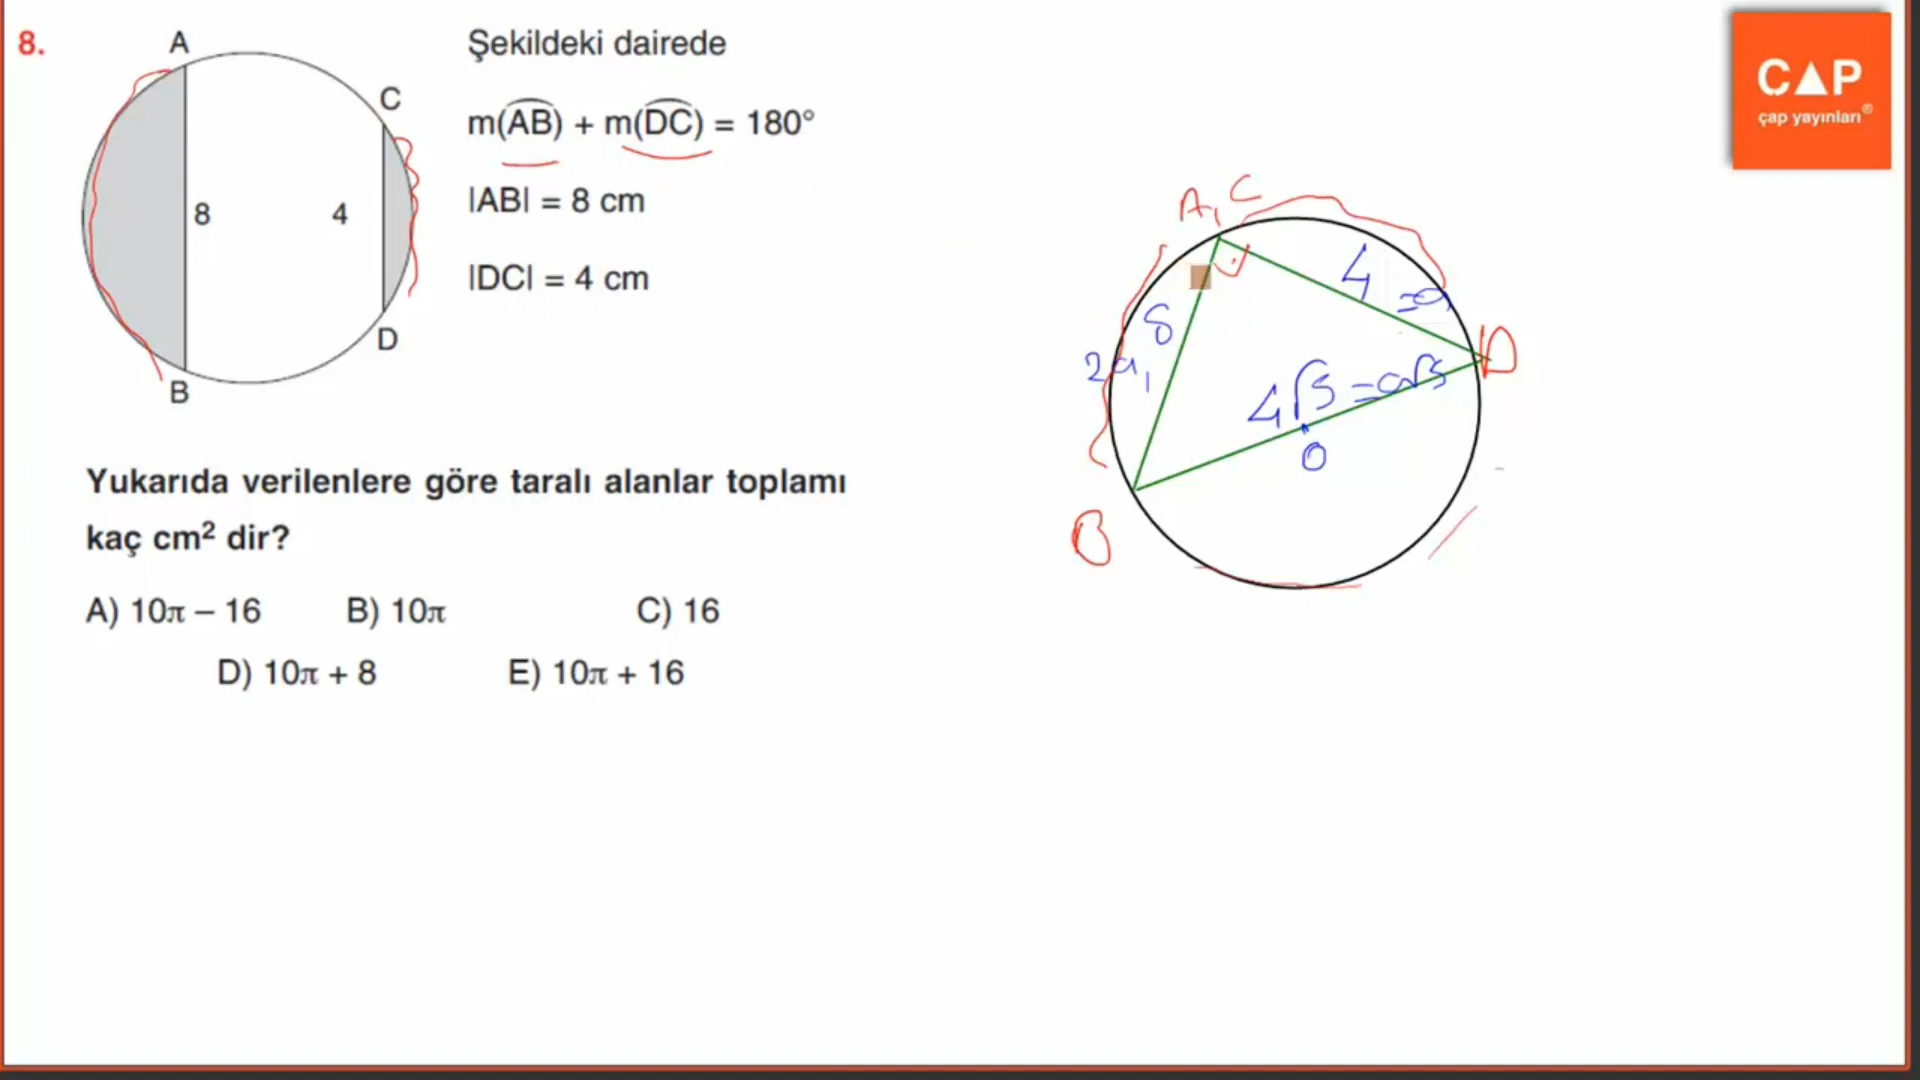 8.
A
C
8
4
D
B
Şekildeki dairede
m(AB) + m(DC) = 180°
|AB| = 8 cm
|DC| = 4 cm
Yukarıda verilenlere göre taralı alanlar toplamı
kaç cm² dir?
A) 10π – 16
B) 10π
C) 16
D) 10π + 8
E) 10π + 16
CAP
çap yayınları®
A, C
4 = a
8
2a
4√5 = a√5
D
O
B